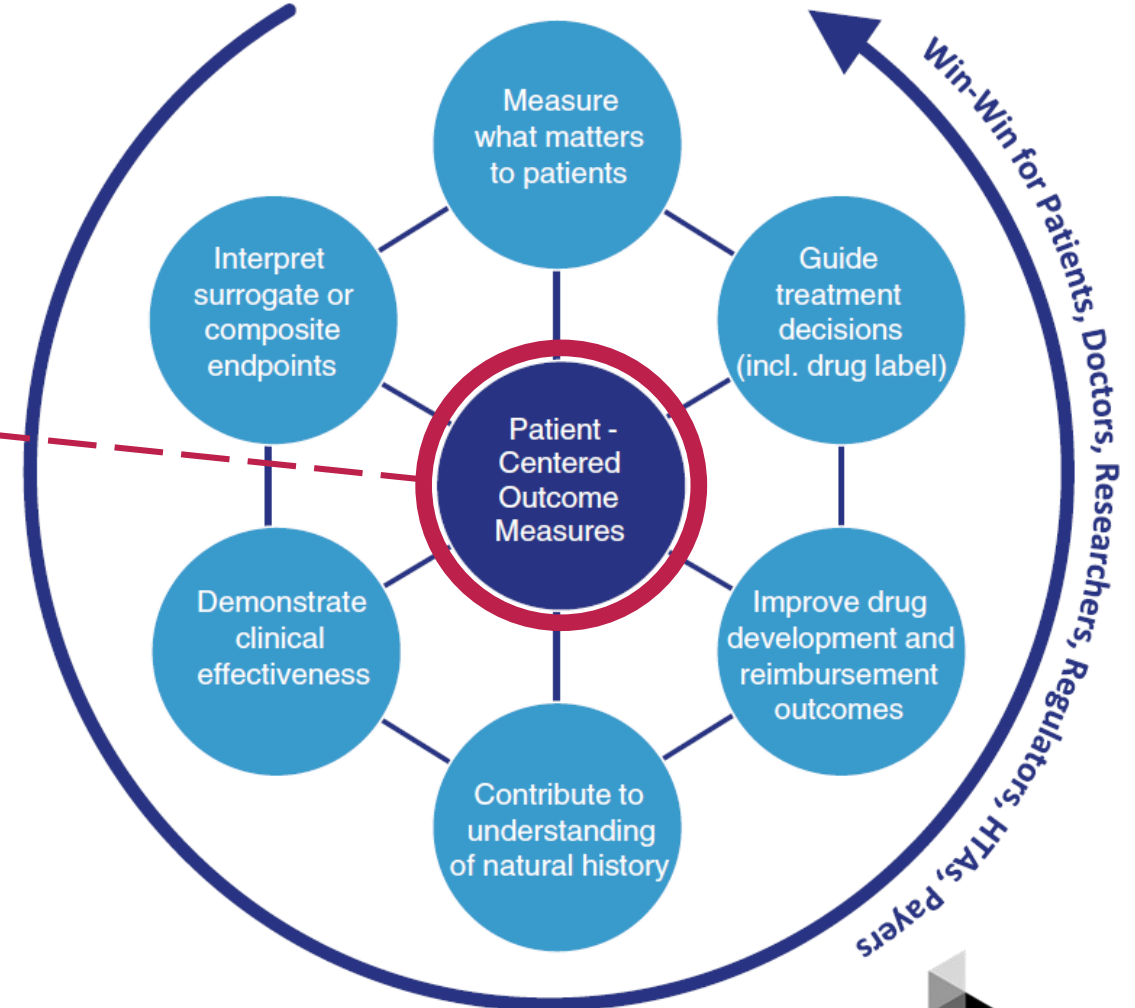 Measure
what matters
to patients
Interpret
surrogate or
composite
endpoints
Guide
treatment
decisions
(incl. drug label)
Patient -
Centered
Outcome
Measures
Demonstrate
clinical
effectiveness
Improve drug
development and
reimbursement
outcomes
Contribute to
understanding
of natural history
Win-Win for Patients, Doctors, Researchers, Regulators, HTAs, Payers